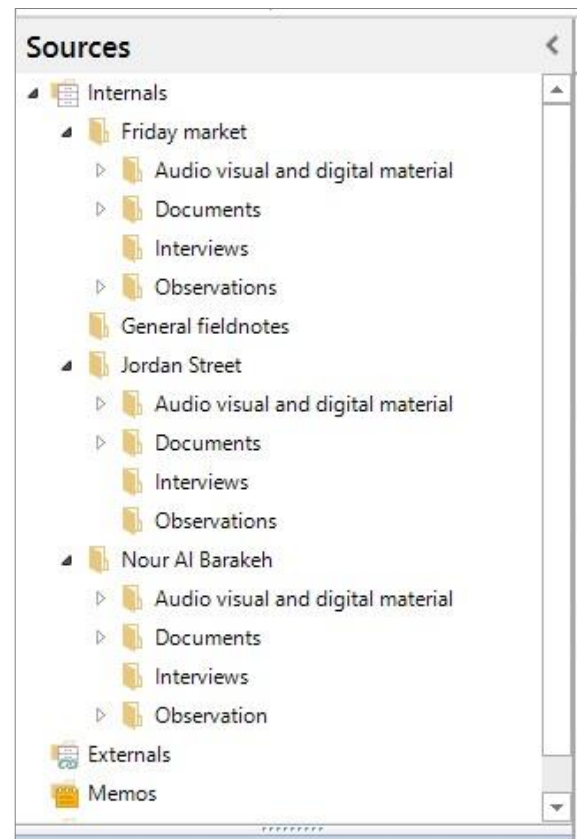 Sources
Internals
Friday market
Audio visual and digital material
Documents
Interviews
Observations
General fieldnotes
Jordan Street
Audio visual and digital material
Documents
Interviews
Observations
Nour Al Barakeh
Audio visual and digital material
Documents
Interviews
Observation
Externals
Memos